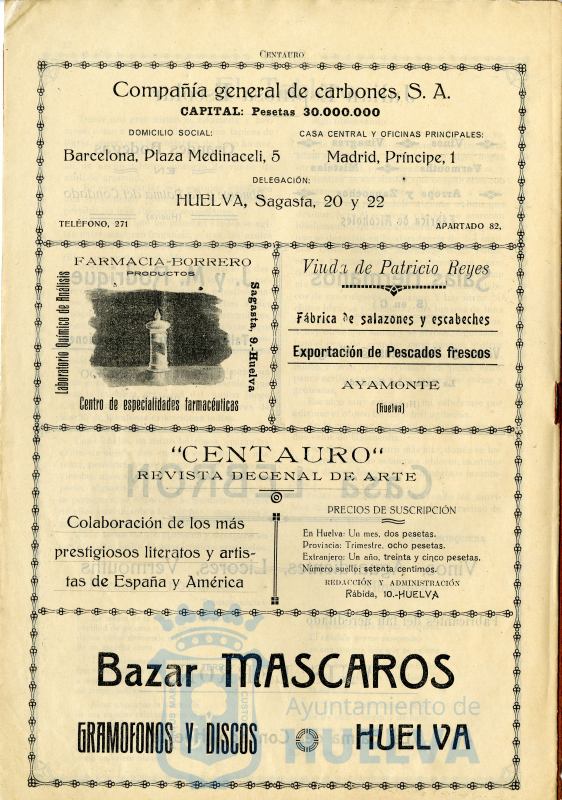 CENTAURO
Compañía general de carbones, S. A.
CAPITAL: Pesetas 30.000.000
DOMICILIO SOCIAL:
Barcelona, Plaza Medinaceli, 5
CASA CENTRAL Y OFICINAS PRINCIPALES:
Madrid, Príncipe, 1
DELEGACIÓN:
HUELVA, Sagasta, 20 y 22
TELÉFONO, 271
APARTADO 82,
FARMACIA-BORRERO
PRODUCTOS
Laboratorio Químico de Análisis
Sagasta, 9.-Huelva
Centro de especialidades farmacéuticas
Viuda de Patricio Reyes
Fábrica de salazones y escabeches
Exportación de Pescados frescos
AYAMONTE
(Huelva)
"CENTAURO"
REVISTA DECENAL DE ARTE
Colaboración de los más
prestigiosos literatos y artis-
tas de España y América
PRECIOS DE SUSCRIPCIÓN
En Huelva: Un mes, dos pesetas.
Provincia: Trimestre, ocho pesetas.
Extranjero: Un año, treinta y cinco pesetas.
Número suelto: setenta centimos.
REDACCIÓN Y ADMINISTRACIÓN
Rábida, 10.-HUELVA
Bazar MASCAROS
GRAMOFONOS Y DISCOS
HUELVA
Ayuntamiento de
HUELVA